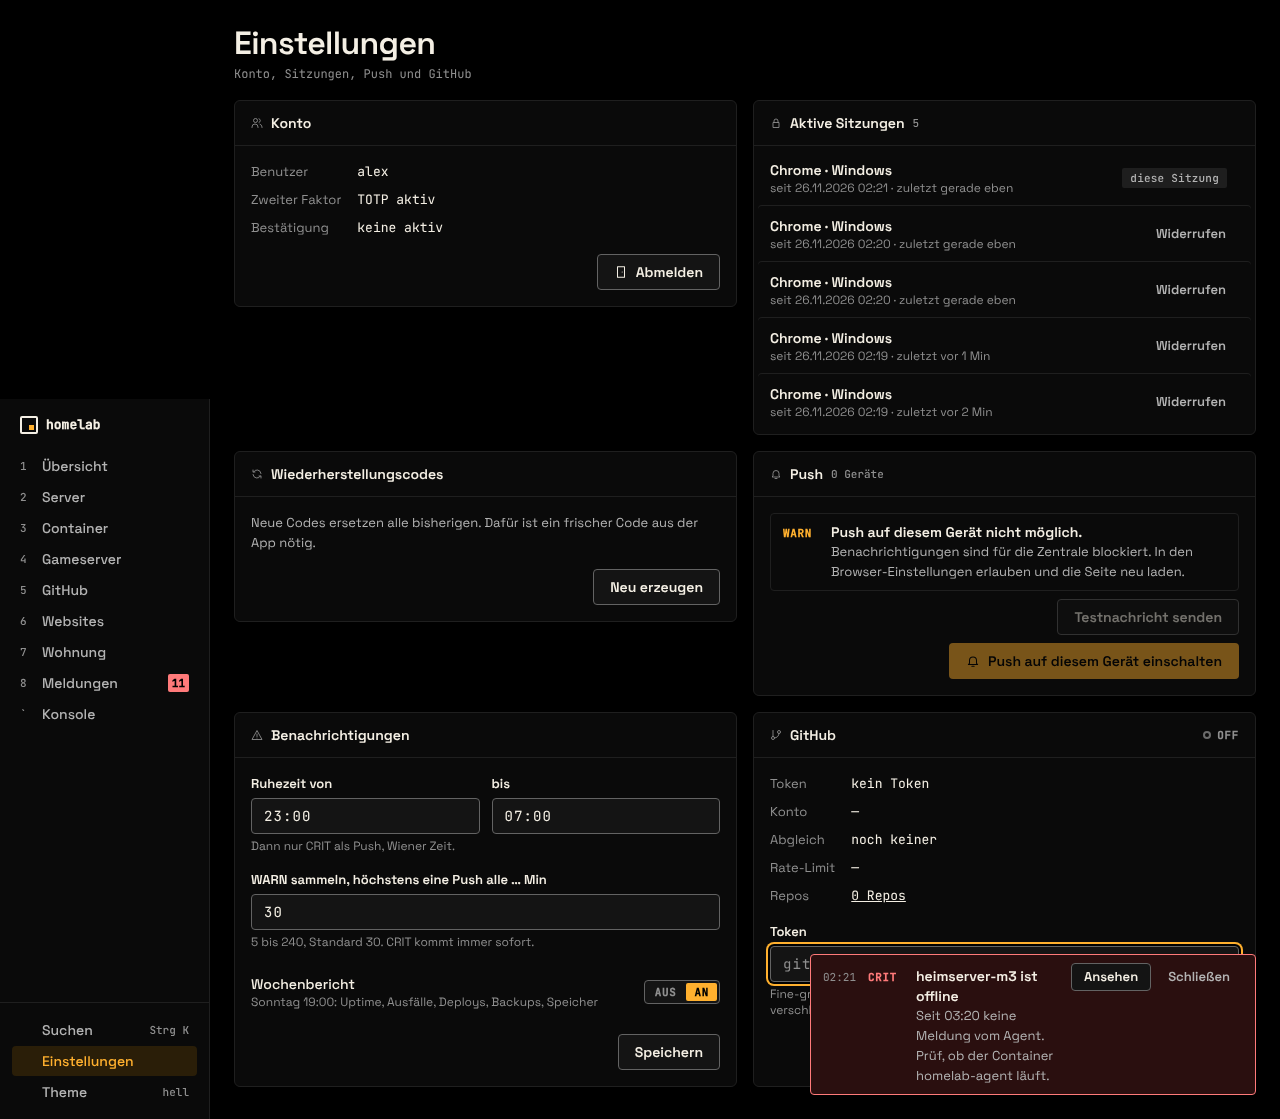 Einstellungen
Konto, Sitzungen, Push und GitHub
Konto
Benutzer alex
Zweiter Faktor TOTP aktiv
Bestätigung keine aktiv
Abmelden
Aktive Sitzungen 5
Chrome · Windows
seit 26.11.2026 02:21 · zuletzt gerade eben
diese Sitzung
Chrome · Windows
seit 26.11.2026 02:20 · zuletzt gerade eben
Widerrufen
Chrome · Windows
seit 26.11.2026 02:20 · zuletzt gerade eben
Widerrufen
Chrome · Windows
seit 26.11.2026 02:19 · zuletzt vor 1 Min
Widerrufen
Chrome · Windows
seit 26.11.2026 02:19 · zuletzt vor 2 Min
Widerrufen
homelab
1 Übersicht
2 Server
3 Container
4 Gameserver
5 GitHub
6 Websites
7 Wohnung
8 Meldungen 11
` Konsole
Suchen Strg K
Einstellungen
Theme hell
Wiederherstellungscodes
Neue Codes ersetzen alle bisherigen. Dafür ist ein frischer Code aus der
App nötig.
Neu erzeugen
Push 0 Geräte
WARN Push auf diesem Gerät nicht möglich.
Benachrichtigungen sind für die Zentrale blockiert. In den
Browser-Einstellungen erlauben und die Seite neu laden.
Testnachricht senden
Push auf diesem Gerät einschalten
Benachrichtigungen
Ruhezeit von bis
23:00 07:00
Dann nur CRIT als Push, Wiener Zeit.
WARN sammeln, höchstens eine Push alle … Min
30
5 bis 240, Standard 30. CRIT kommt immer sofort.
Wochenbericht
Sonntag 19:00: Uptime, Ausfälle, Deploys, Backups, Speicher
AUS AN
Speichern
GitHub OFF
Token kein Token
Konto —
Abgleich noch keiner
Rate-Limit —
Repos 0 Repos
Token
git
Fine-gr
versch
02:21 CRIT heimserver-m3 ist
offline
Seit 03:20 keine
Meldung vom Agent.
Prüf, ob der Container
homelab-agent läuft.
Ansehen Schließen